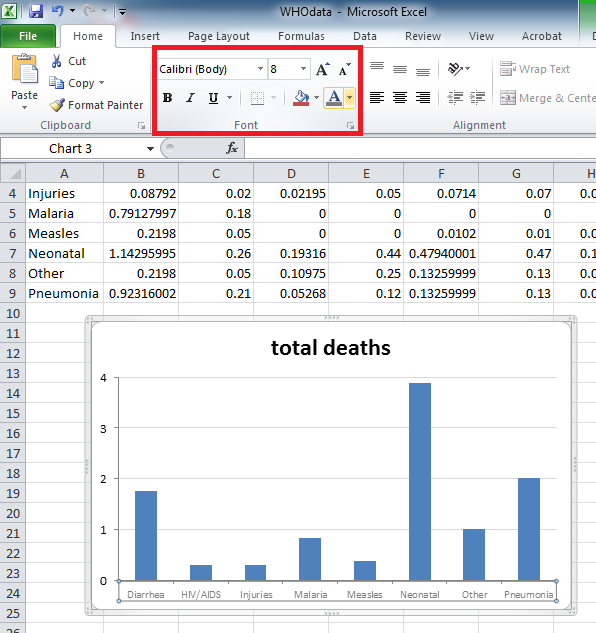 WHOdata - Microsoft Excel
File Home Insert Page Layout Formulas Data Review View Acrobat
Paste
Cut
Copy
Format Painter
Clipboard
Calibri (Body) 8 A A
B I U A
Font
Wrap Text
Merge & Cente
Alignment
Chart 3 fx
A B C D E F G H
4 Injuries 0.08792 0.02 0.02195 0.05 0.0714 0.07 0.0
5 Malaria 0.79127997 0.18 0 0 0 0
6 Measles 0.2198 0.05 0 0 0.0102 0.01 0.0
7 Neonatal 1.14295995 0.26 0.19316 0.44 0.47940001 0.47 0.1
8 Other 0.2198 0.05 0.10975 0.25 0.13259999 0.13 0.0
9 Pneumonia 0.92316002 0.21 0.05268 0.12 0.13259999 0.13 0.0
10
11
12
13
14
15
16
17
18
19
20
21
22
23
24
25
26
total deaths
4
3
2
1
0
Diarrhea HIV/AIDS Injuries Malaria Measles Neonatal Other Pneumonia